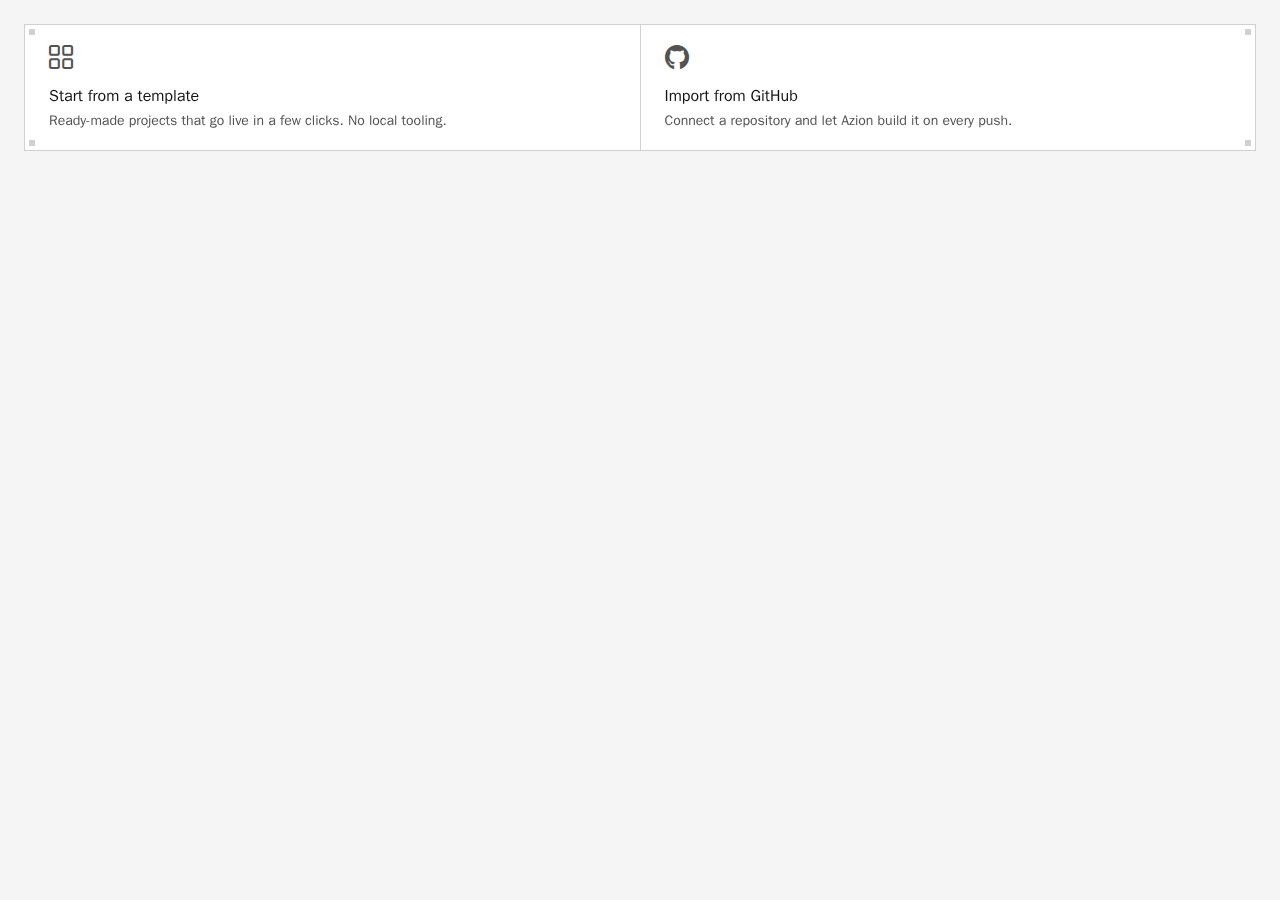 Start from a template
Ready-made projects that go live in a few clicks. No local tooling.
Import from GitHub
Connect a repository and let Azion build it on every push.